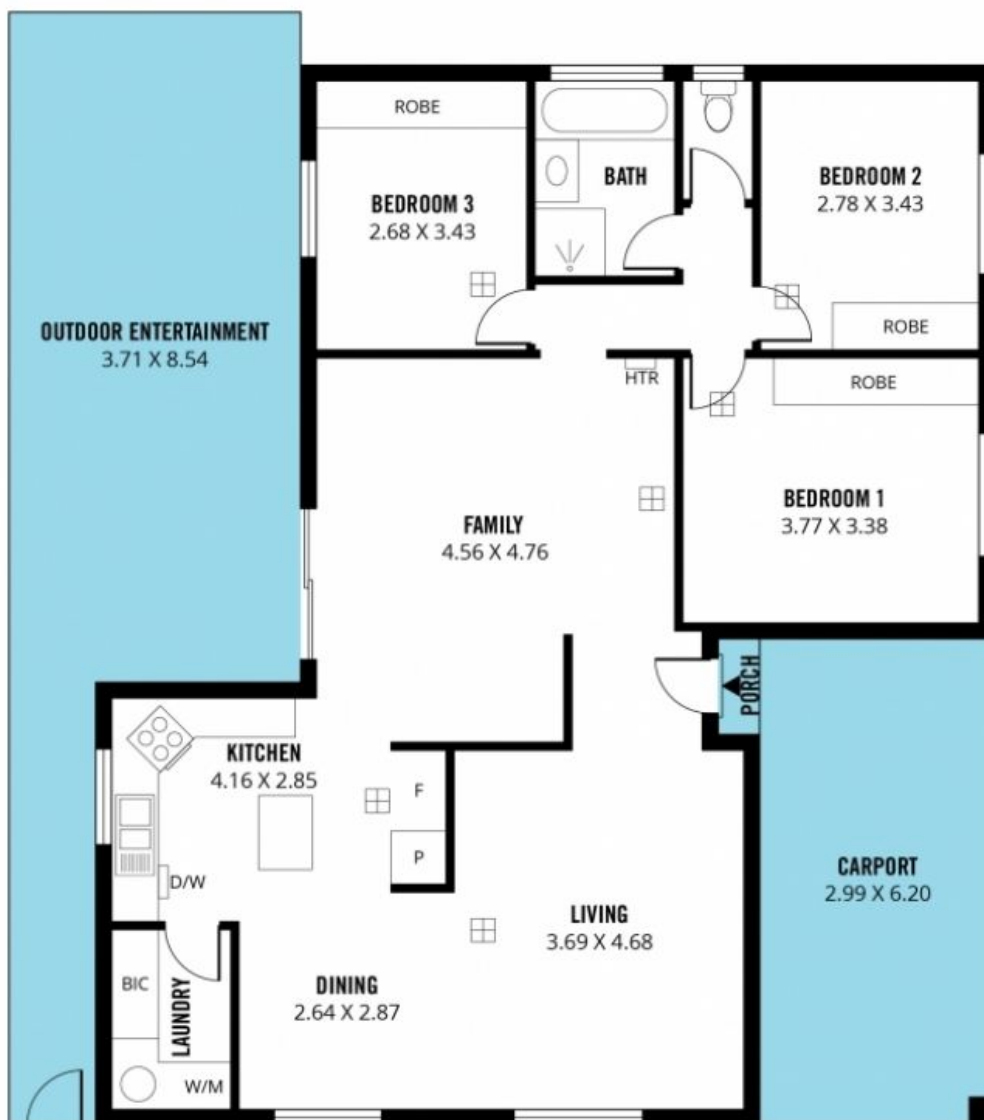 ROBE
BEDROOM 3
2.68 X 3.43
BATH
BEDROOM 2
2.78 X 3.43
ROBE
OUTDOOR ENTERTAINMENT
3.71 X 8.54
HTR
ROBE
BEDROOM 1
3.77 X 3.38
FAMILY
4.56 X 4.76
PORCH
KITCHEN
4.16 X 2.85
F
P
D/W
CARPORT
2.99 X 6.20
LIVING
3.69 X 4.68
DINING
2.64 X 2.87
BIC
LAUNDRY
W/M